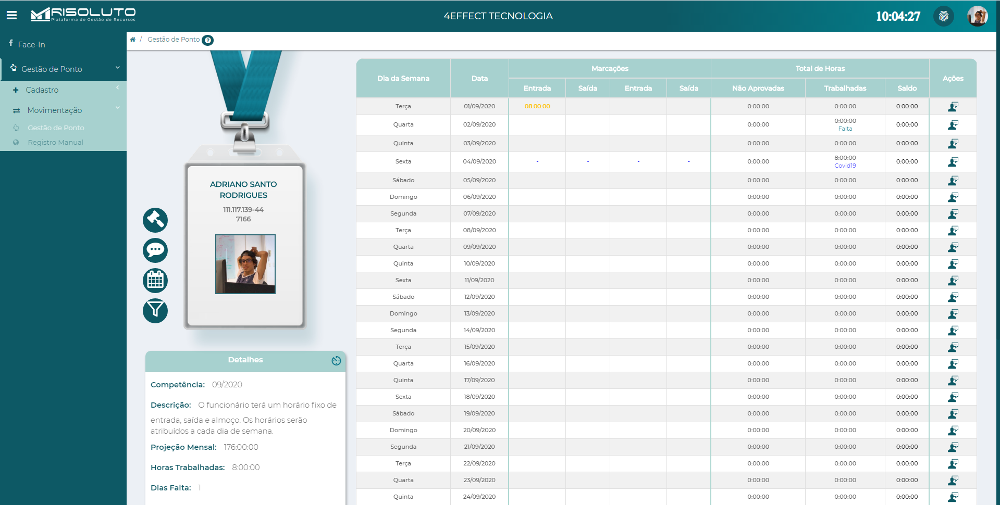 RISOLUTO
Plataforma de Gestão de Recursos
4EFFECT TECNOLOGIA
10:04:27
Face-In
Gestão de Ponto
Cadastro
Movimentação
Gestão de Ponto
Registro Manual
/ Gestão de Ponto ?
ADRIANO SANTO
RODRIGUES
111.117.139-44
7166
Detalhes
Competência: 09/2020
Descrição: O funcionário terá um horário fixo de
entrada, saída e almoço. Os horários serão
atribuídos a cada dia de semana.
Projeção Mensal: 176:00:00
Horas Trabalhadas: 8:00:00
Dias Falta: 1
Dia da Semana Data Marcações Total de Horas Ações
Entrada Saída Entrada Saída Não Aprovadas Trabalhadas Saldo
Terça 01/09/2020 08:00:00 0:00:00 0:00:00 0:00:00
Quarta 02/09/2020 0:00:00 0:00:00 Falta 0:00:00
Quinta 03/09/2020 0:00:00 0:00:00 0:00:00
Sexta 04/09/2020 - - - - 0:00:00 8:00:00 Covid19 0:00:00
Sábado 05/09/2020 0:00:00 0:00:00 0:00:00
Domingo 06/09/2020 0:00:00 0:00:00 0:00:00
Segunda 07/09/2020 0:00:00 0:00:00 0:00:00
Terça 08/09/2020 0:00:00 0:00:00 0:00:00
Quarta 09/09/2020 0:00:00 0:00:00 0:00:00
Quinta 10/09/2020 0:00:00 0:00:00 0:00:00
Sexta 11/09/2020 0:00:00 0:00:00 0:00:00
Sábado 12/09/2020 0:00:00 0:00:00 0:00:00
Domingo 13/09/2020 0:00:00 0:00:00 0:00:00
Segunda 14/09/2020 0:00:00 0:00:00 0:00:00
Terça 15/09/2020 0:00:00 0:00:00 0:00:00
Quarta 16/09/2020 0:00:00 0:00:00 0:00:00
Quinta 17/09/2020 0:00:00 0:00:00 0:00:00
Sexta 18/09/2020 0:00:00 0:00:00 0:00:00
Sábado 19/09/2020 0:00:00 0:00:00 0:00:00
Domingo 20/09/2020 0:00:00 0:00:00 0:00:00
Segunda 21/09/2020 0:00:00 0:00:00 0:00:00
Terça 22/09/2020 0:00:00 0:00:00 0:00:00
Quarta 23/09/2020 0:00:00 0:00:00 0:00:00
Quinta 24/09/2020 0:00:00 0:00:00 0:00:00